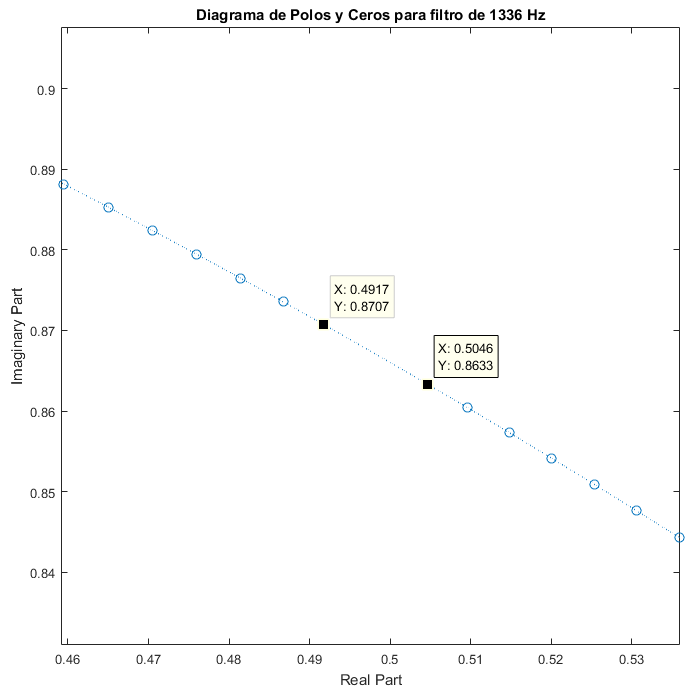 Diagrama de Polos y Ceros para filtro de 1336 Hz
0.9
0.89
0.88
0.87
0.86
0.85
0.84
Imaginary Part
X: 0.4917
Y: 0.8707
X: 0.5046
Y: 0.8633
0.46 0.47 0.48 0.49 0.5 0.51 0.52 0.53
Real Part